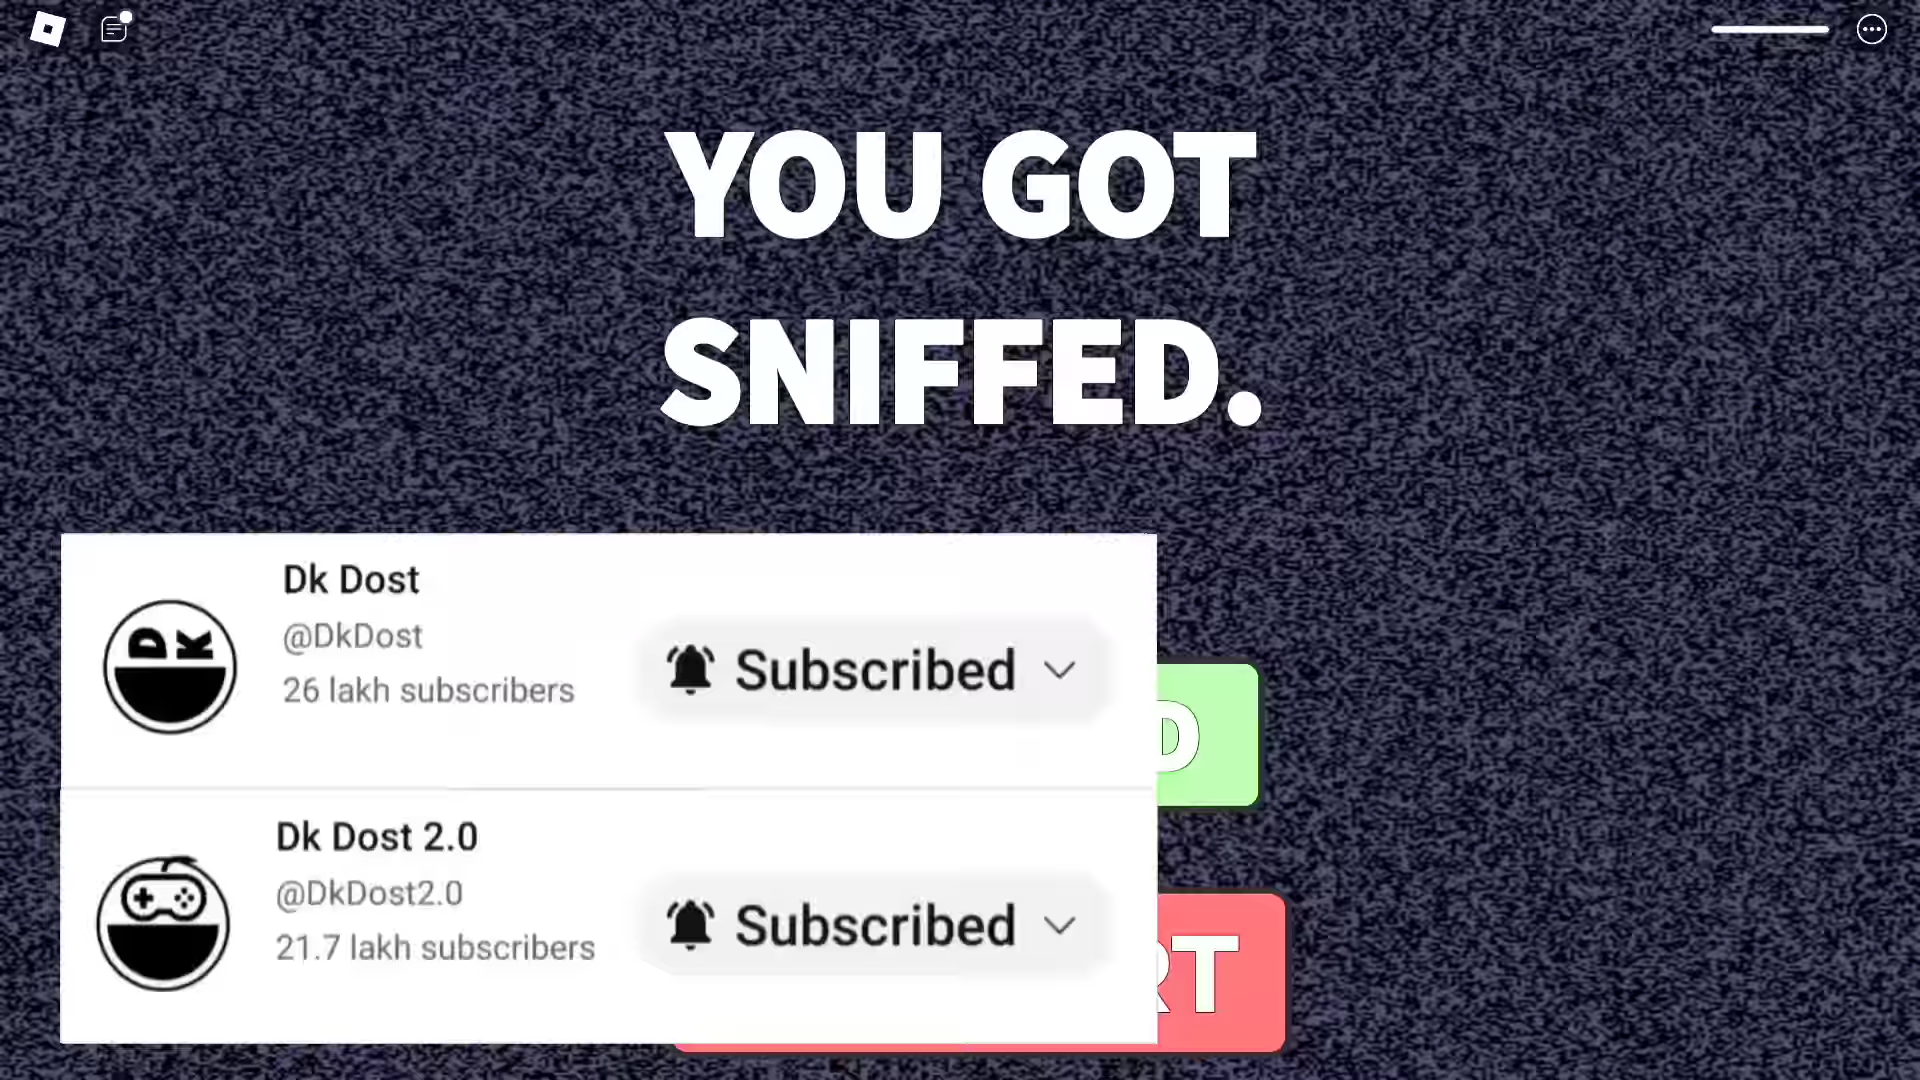 YOU GOT
SNIFFED.
Dk Dost
@DkDost
26 lakh subscribers
Subscribed
Dk Dost 2.0
@DkDost2.0
21.7 lakh subscribers
Subscribed
DK